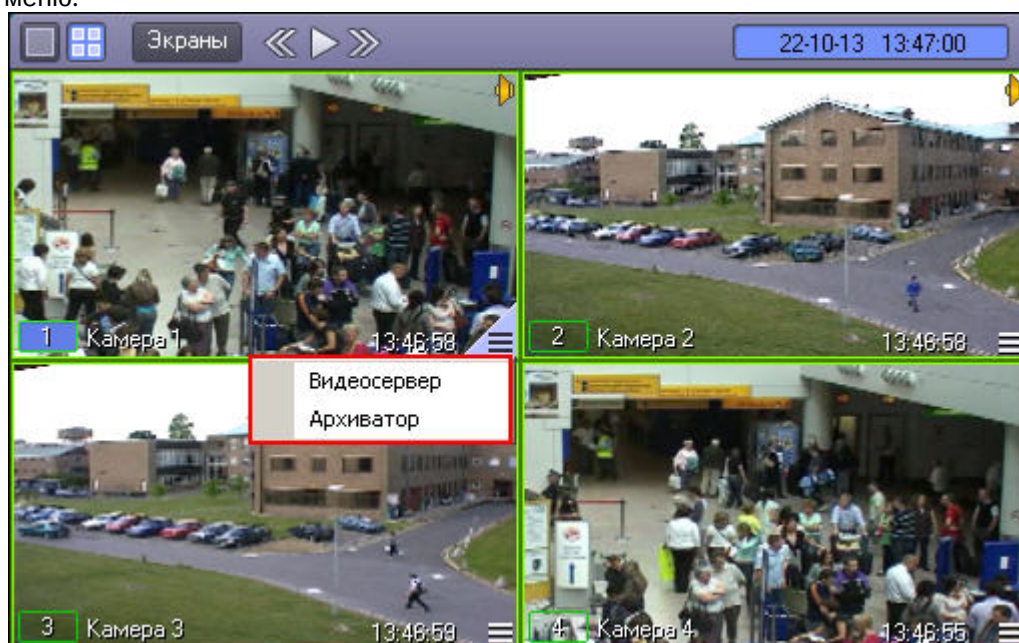 меню.
Экраны
22-10-13 13:47:00
1 Камера 1 13:46:58
2 Камера 2 13:46:58
Видеосервер
Архиватор
3 Камера 3 13:46:59
4 Камера 4 13:46:55